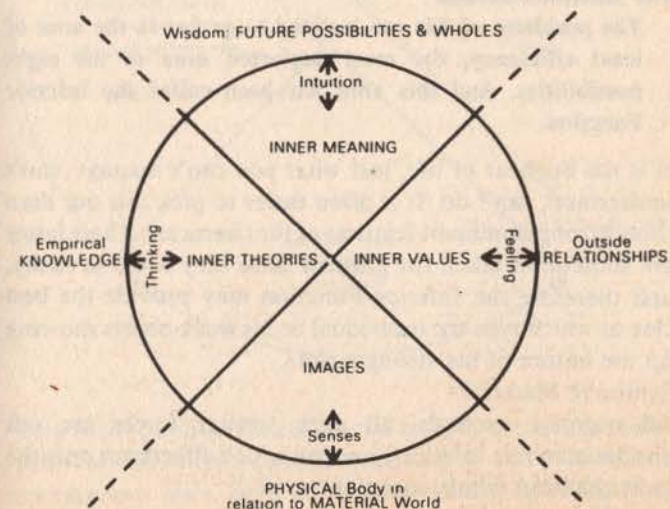 Wisdom: FUTURE POSSIBILITIES & WHOLES
Intuition
INNER MEANING
Empirical
KNOWLEDGE
Thinking
INNER THEORIES
INNER VALUES
Feeling
Outside
RELATIONSHIPS
IMAGES
Senses
PHYSICAL Body in
relation to MATERIAL World